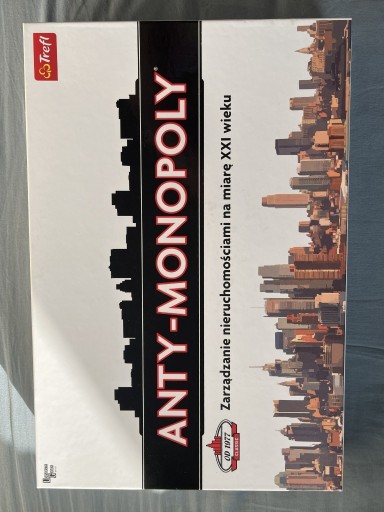 Trefl
ANTY-MONOPOLY®
Zarządzanie nieruchomościami na miarę XXI wieku
OD 1977